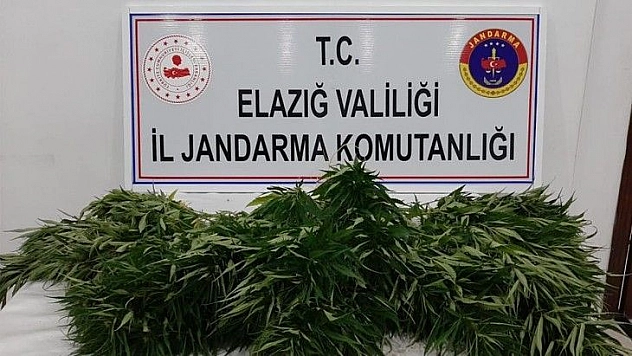 T.C.
JANDARMA
ELAZIĞ VALİLİĞİ
İL JANDARMA KOMUTANLIĞI